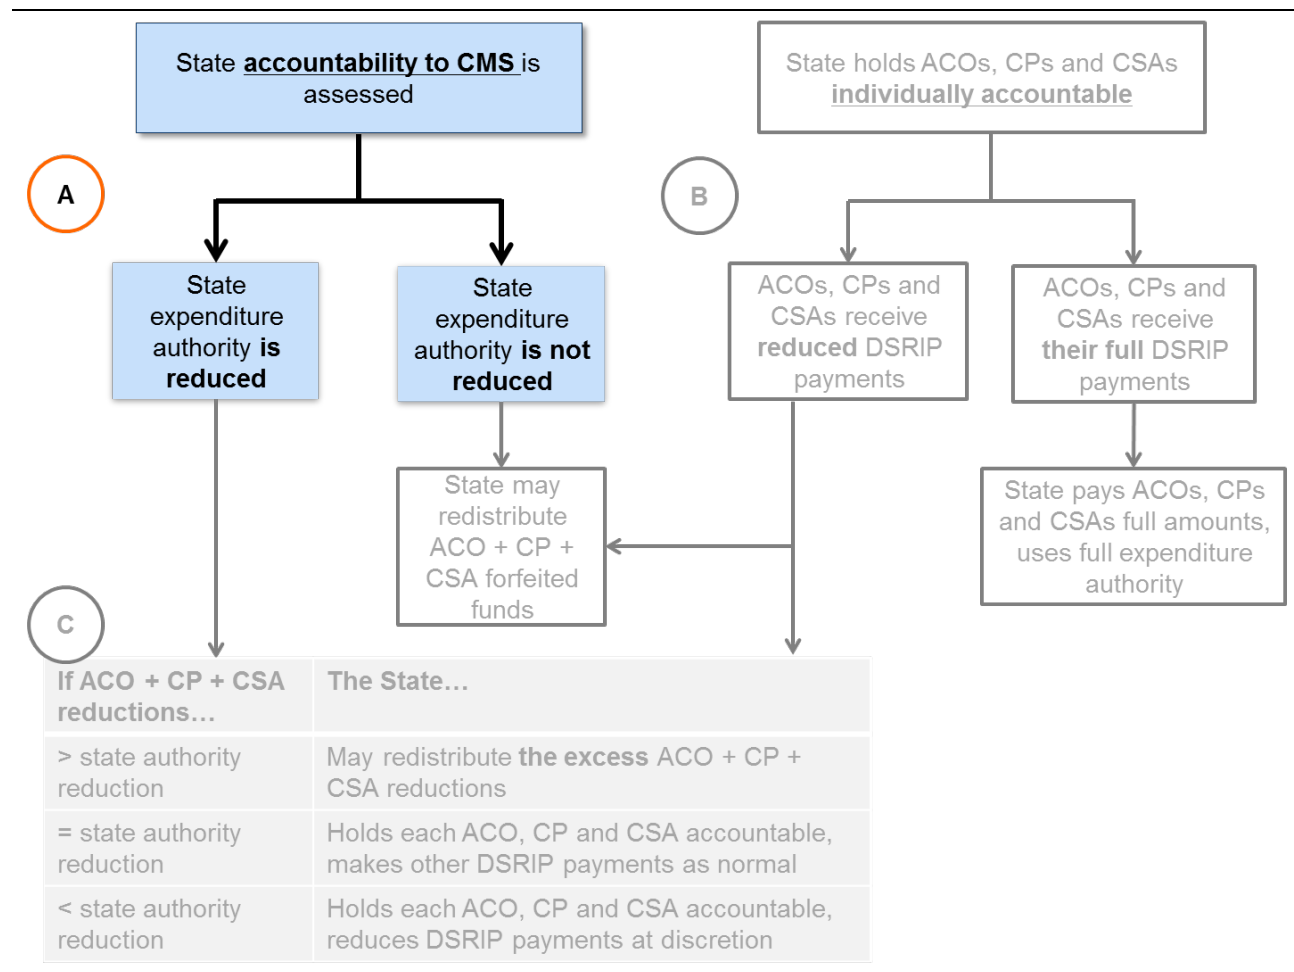 State accountability to CMS is
assessed
State holds ACOs, CPs and CSAs
individually accountable
A
B
State
expenditure
authority is
reduced
State
expenditure
authority is not
reduced
ACOs, CPs and
CSAs receive
reduced DSRIP
payments
ACOs, CPs and
CSAs receive
their full DSRIP
payments
State may
redistribute
ACO + CP +
CSA forfeited
funds
State pays ACOs, CPs
and CSAs full amounts,
uses full expenditure
authority
C
If ACO + CP + CSA
reductions…
The State…
> state authority
reduction
May redistribute the excess ACO + CP +
CSA reductions
= state authority
reduction
Holds each ACO, CP and CSA accountable,
makes other DSRIP payments as normal
< state authority
reduction
Holds each ACO, CP and CSA accountable,
reduces DSRIP payments at discretion